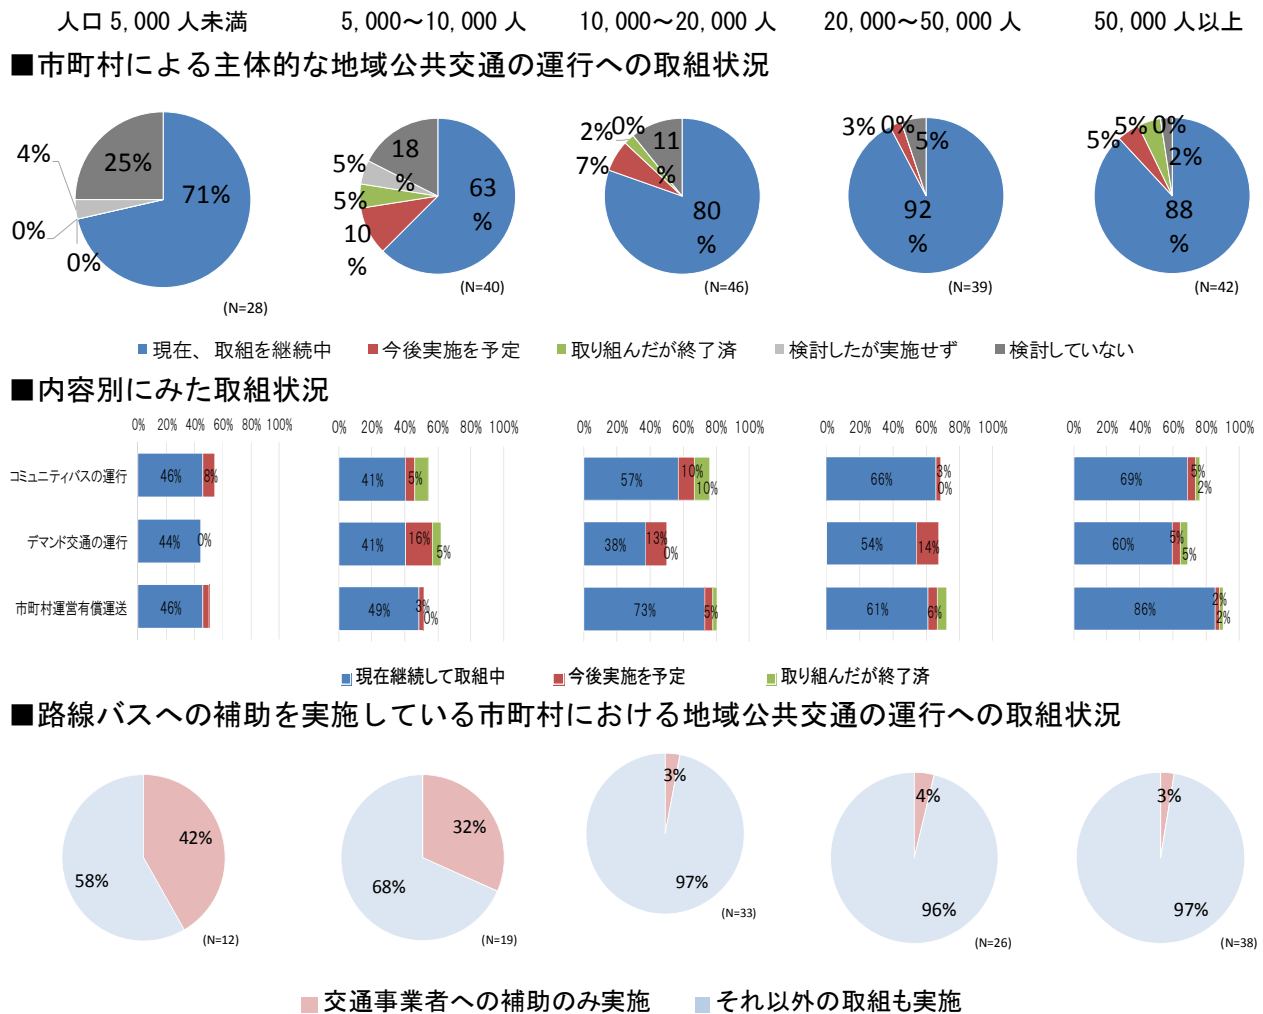 人口 5,000 人未満
5,000～10,000 人
10,000～20,000 人
20,000～50,000 人
50,000 人以上
■市町村による主体的な地域公共交通の運行への取組状況
71%
25%
4%
0%
0%
(N=28)
63%
18%
5%
5%
10%
(N=40)
80%
11%
0%
2%
7%
(N=46)
92%
5%
0%
3%
(N=39)
88%
2%
0%
5%
5%
(N=42)
現在、取組を継続中
今後実施を予定
取り組んだが終了済
検討したが実施せず
検討していない
■内容別にみた取組状況
0% 20% 40% 60% 80% 100%
0% 20% 40% 60% 80% 100%
0% 20% 40% 60% 80% 100%
0% 20% 40% 60% 80% 100%
0% 20% 40% 60% 80% 100%
コミュニティバスの運行
46% 8%
41% 5%
57% 10% 10%
66% 3% 0%
69% 5% 2%
デマンド交通の運行
44% 0%
41% 16% 5%
38% 13% 0%
54% 14%
60% 5% 5%
市町村運営有償運送
46%
49% 3% 0%
73% 5%
61% 6%
86% 2% 2%
現在継続して取組中
今後実施を予定
取り組んだが終了済
■路線バスへの補助を実施している市町村における地域公共交通の運行への取組状況
42%
58%
(N=12)
32%
68%
(N=19)
3%
97%
(N=33)
4%
96%
(N=26)
3%
97%
(N=38)
交通事業者への補助のみ実施
それ以外の取組も実施